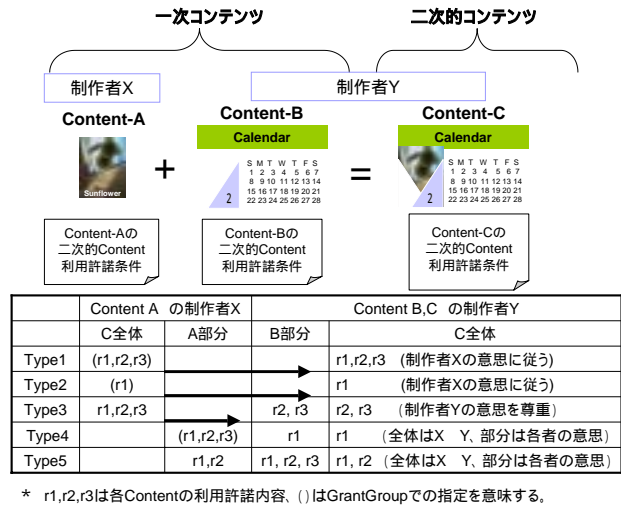 一次コンテンツ 二次的コンテンツ
制作者X 制作者Y
Content-A Content-B Content-C
Calendar Calendar
Sunflower
+ =
S M T W T F S
1 2 3 4 5 6 7
8 9 10 11 12 13 14
15 16 17 18 19 20 21
22 23 24 25 26 27 28
2
S M T W T F S
1 2 3 4 5 6 7
8 9 10 11 12 13 14
15 16 17 18 19 20 21
22 23 24 25 26 27 28
2
Content-Aの
二次的Content
利用許諾条件
Content-Bの
二次的Content
利用許諾条件
Content-Cの
二次的Content
利用許諾条件
Content A の制作者X Content B,C の制作者Y
C全体 A部分 B部分 C全体
Type1 (r1,r2,r3) r1,r2,r3 (制作者Xの意思に従う)
Type2 (r1) r1 (制作者Xの意思に従う)
Type3 r1,r2,r3 r2, r3 r2, r3 (制作者Yの意思を尊重)
Type4 (r1,r2,r3) r1 r1 (全体はX Y、部分は各者の意思)
Type5 r1,r2 r1, r2, r3 r1, r2 (全体はX Y、部分は各者の意思)
* r1,r2,r3は各Contentの利用許諾内容、( )はGrantGroupでの指定を意味する。